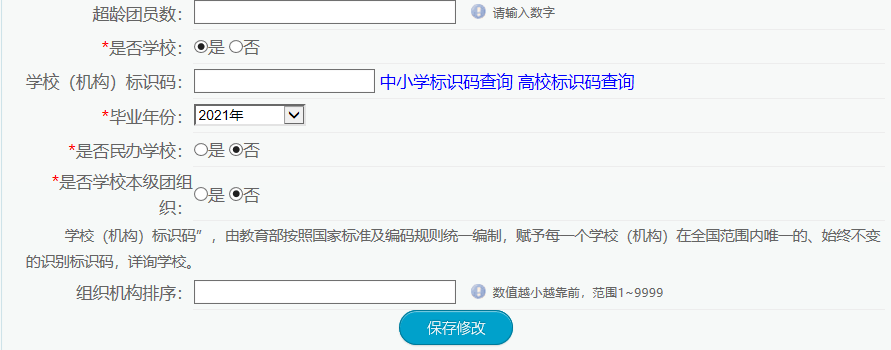 超龄团员数： 请输入数字
*是否学校： 是 否
学校（机构）标识码： 中小学标识码查询 高校标识码查询
*毕业年份： 2021年
*是否民办学校： 是 否
*是否学校本级团组
织： 是 否
学校（机构）标识码”，由教育部按照国家标准及编码规则统一编制，赋予每一个学校（机构）在全国范围内唯一的、始终不变
的识别标识码，详询学校。
组织机构排序： 数值越小越靠前，范围1~9999
保存修改